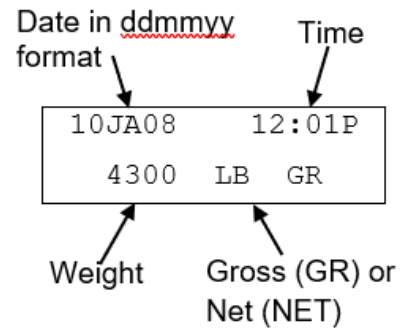 Date in ddmmyy
format
Time
10JA08 12:01P
4300 LB GR
Weight
Gross (GR) or
Net (NET)